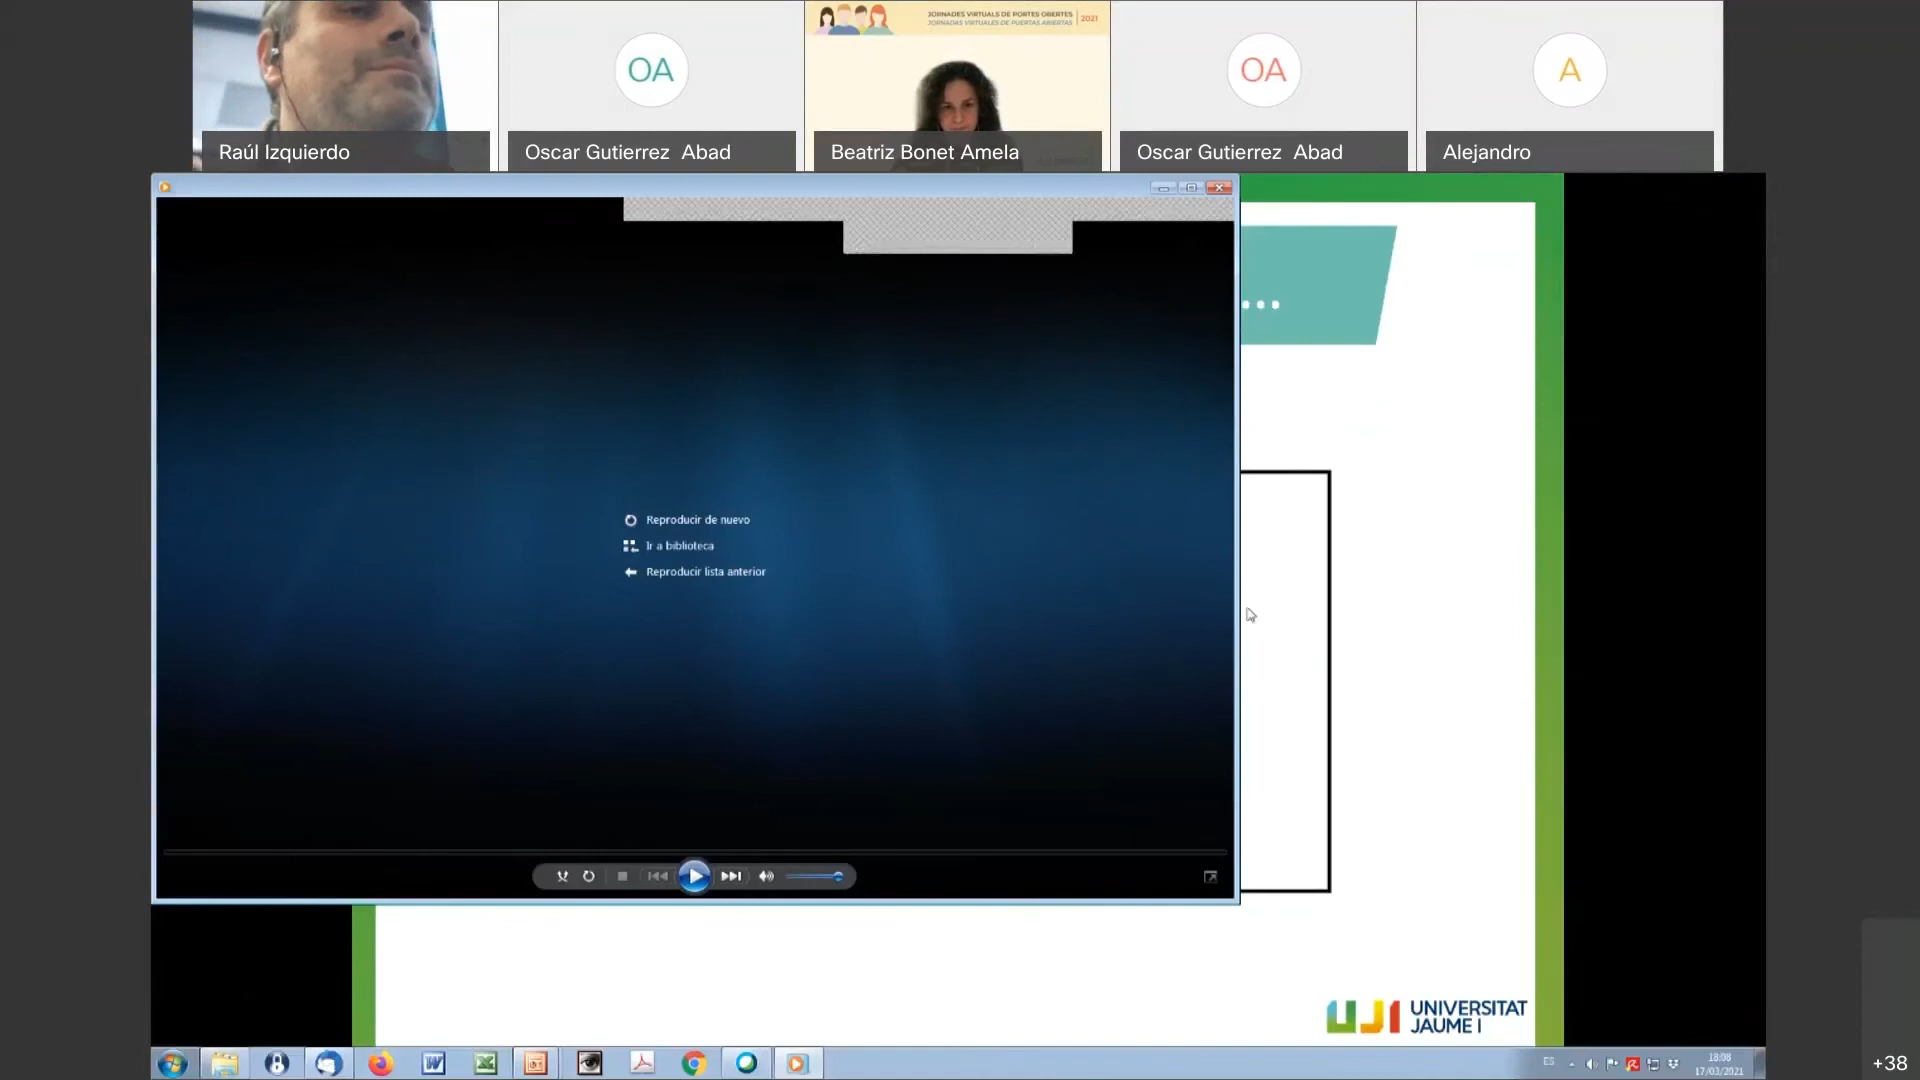 JORNADES VIRTUALS DE PORTES OBERTES
JORNADAS VIRTUALES DE PUERTAS ABIERTAS
2021
OA
OA
A
Raúl Izquierdo
Oscar Gutierrez Abad
Beatriz Bonet Amela
Oscar Gutierrez Abad
Alejandro
...
Reproducir de nuevo
Ir a biblioteca
Reproducir lista anterior
UJI UNIVERSITAT
JAUME I
ES
18:08
17/03/2021
+38